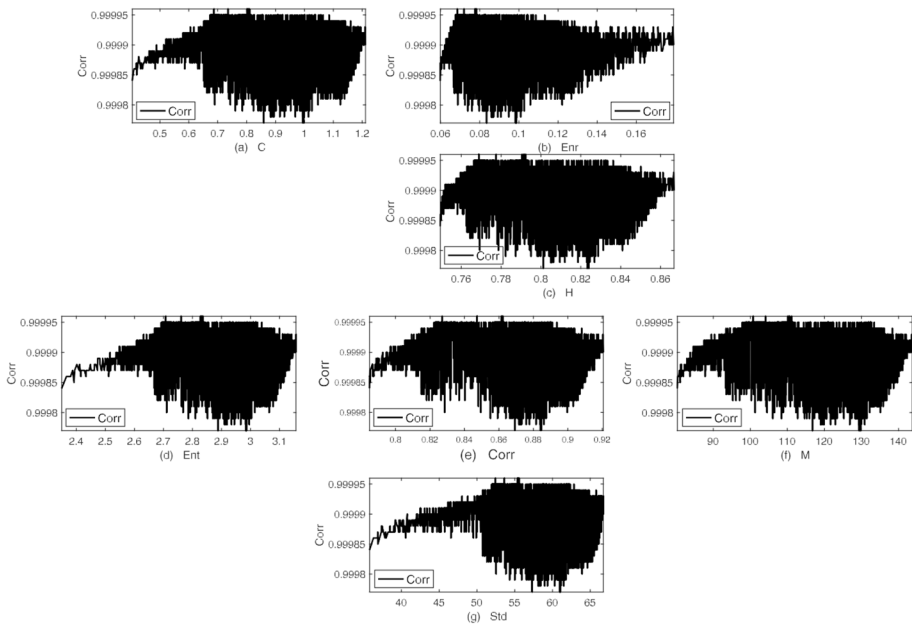 0.99995
0.9999
0.99985
0.9998
Corr
Corr
0.5 0.6 0.7 0.8 0.9 1 1.1 1.2
(a) C
0.99995
0.9999
0.99985
0.9998
Corr
Corr
0.06 0.08 0.1 0.12 0.14 0.16
(b) Enr
0.99995
0.9999
0.99985
0.9998
Corr
Corr
0.76 0.78 0.8 0.82 0.84 0.86
(c) H
0.99995
0.9999
0.99985
0.9998
Corr
Corr
2.4 2.5 2.6 2.7 2.8 2.9 3 3.1
(d) Ent
0.99995
0.9999
0.99985
0.9998
Corr
Corr
0.8 0.82 0.84 0.86 0.88 0.9 0.92
(e) Corr
0.99995
0.9999
0.99985
0.9998
Corr
Corr
90 100 110 120 130 140
(f) M
0.99995
0.9999
0.99985
0.9998
Corr
Corr
40 45 50 55 60 65
(g) Std